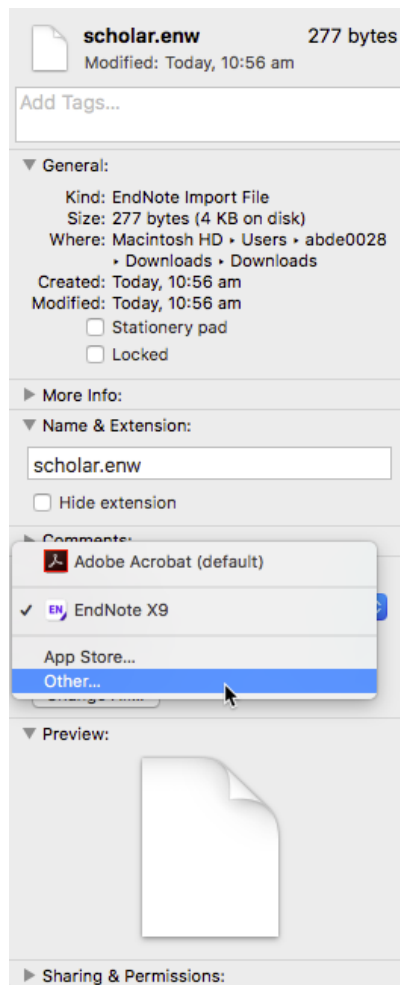 scholar.enw 277 bytes
Modified: Today, 10:56 am
Add Tags...
General:
Kind: EndNote Import File
Size: 277 bytes (4 KB on disk)
Where: Macintosh HD ‣ Users ‣ abde0028
‣ Downloads ‣ Downloads
Created: Today, 10:56 am
Modified: Today, 10:56 am
Stationery pad
Locked
More Info:
Name & Extension:
scholar.enw
Hide extension
Comments:
Adobe Acrobat (default)
✓ EN EndNote X9
App Store...
Other...
Preview:
Sharing & Permissions: